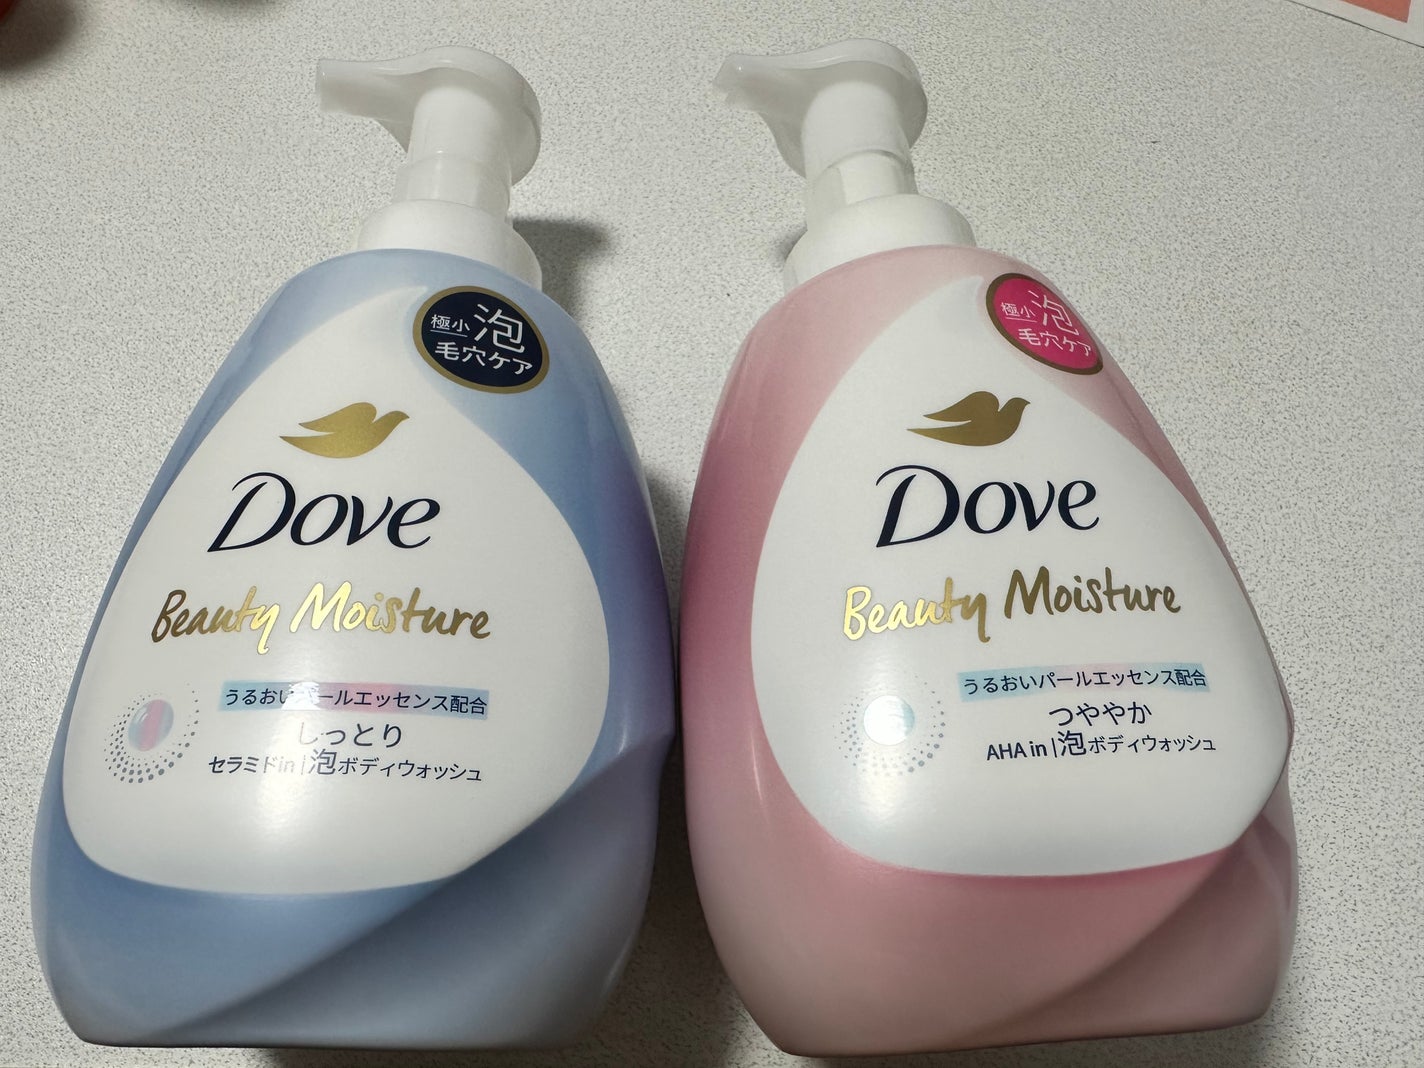 極小泡
毛穴ケア
Dove
Beauty Moisture
うるおいパールエッセンス配合
しっとり
セラミドin|泡ボディウォッシュ
極小泡
毛穴ケア
Dove
Beauty Moisture
うるおいパールエッセンス配合
つややか
AHA in|泡ボディウォッシュ